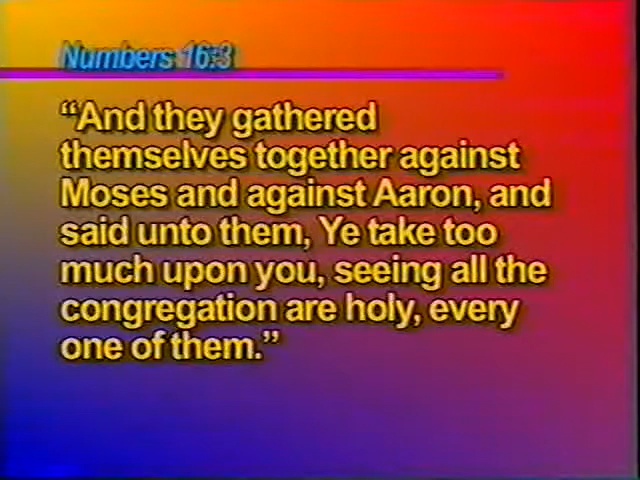 Numbers 16:3
“And they gathered
themselves together against
Moses and against Aaron, and
said unto them, Ye take too
much upon you, seeing all the
congregation are holy, every
one of them.”